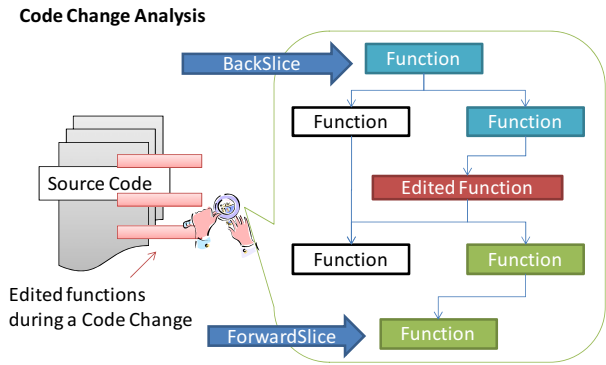 Code Change Analysis
BackSlice
Function
Function
Function
Source Code
Edited Function
Function
Function
Edited functions
during a Code Change
ForwardSlice
Function